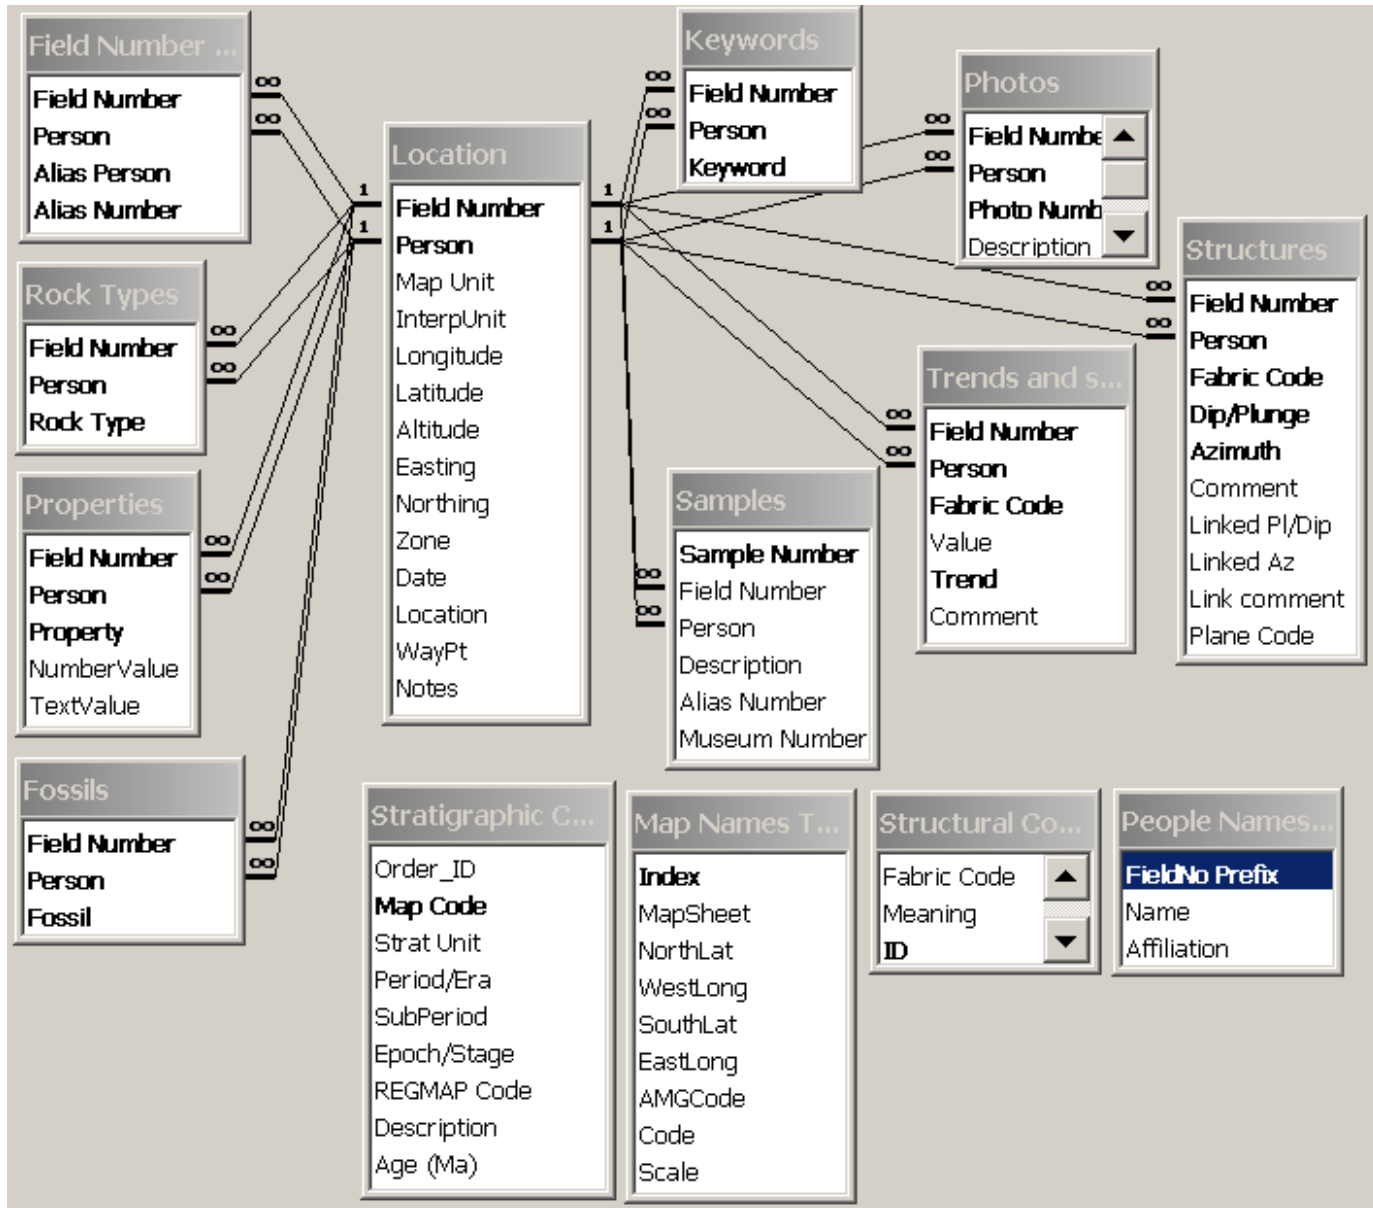 Field Number ...
Field Number
Person
Alias Person
Alias Number
Rock Types
Field Number
Person
Rock Type
Properties
Field Number
Person
Property
NumberValue
TextValue
Fossils
Field Number
Person
Fossil
Location
Field Number
Person
Map Unit
InterpUnit
Longitude
Latitude
Altitude
Easting
Northing
Zone
Date
Location
WayPt
Notes
Keywords
Field Number
Person
Keyword
Photos
Field Numbe
Person
Photo Numb
Description
Structures
Field Number
Person
Fabric Code
Dip/Plunge
Azimuth
Comment
Linked Pl/Dip
Linked Az
Link comment
Plane Code
Trends and s...
Field Number
Person
Fabric Code
Value
Trend
Comment
Samples
Sample Number
Field Number
Person
Description
Alias Number
Museum Number
Stratigraphic C...
Order_ID
Map Code
Strat Unit
Period/Era
SubPeriod
Epoch/Stage
REGMAP Code
Description
Age (Ma)
Map Names T...
Index
MapSheet
NorthLat
WestLong
SouthLat
EastLong
AMGCode
Code
Scale
Structural Co...
Fabric Code
Meaning
ID
People Names...
FieldNo Prefix
Name
Affiliation
∞
∞
∞
∞
∞
∞
∞
∞
1
1
1
1
∞
∞
∞
∞
∞
∞
∞
∞
∞
∞